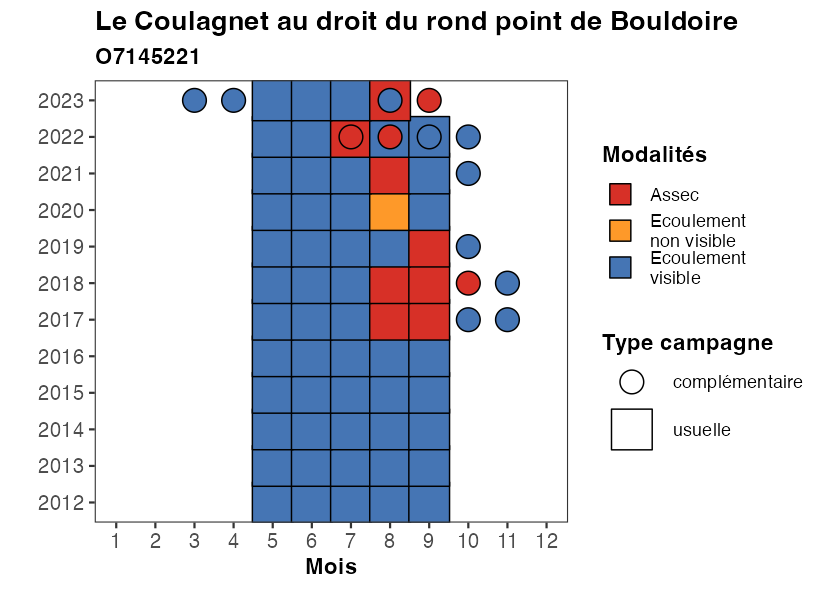 Le Coulagnet au droit du rond point de Bouldoire
O7145221
2023
2022
2021
2020
2019
2018
2017
2016
2015
2014
2013
2012
1 2 3 4 5 6 7 8 9 10 11 12
Mois
Modalités
Assec
Ecoulement
non visible
Ecoulement
visible
Type campagne
complémentaire
usuelle